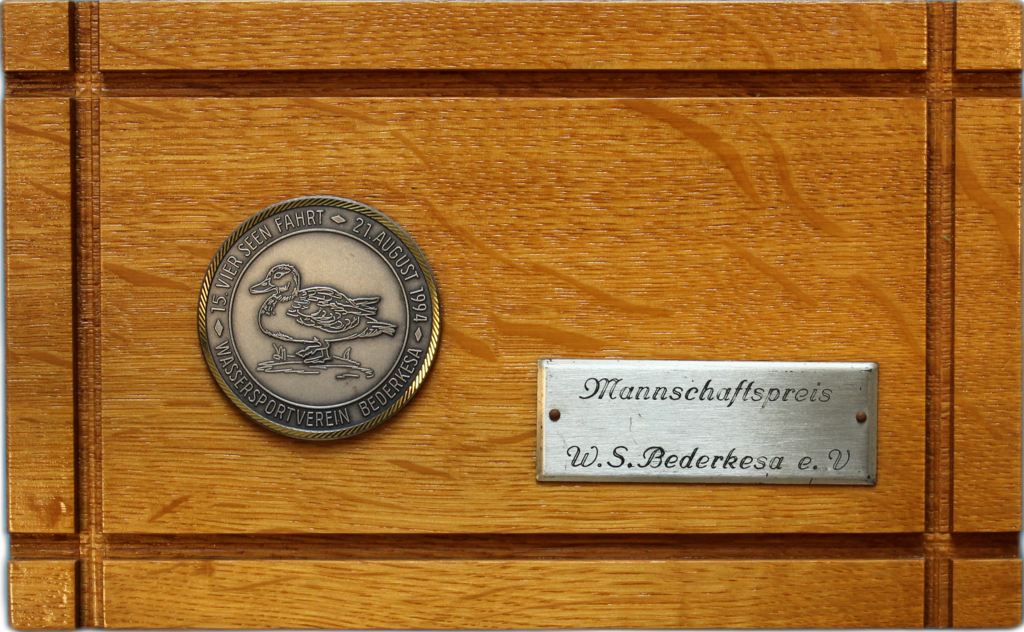 15. VIER SEEN FAHRT ◇ 21. AUGUST 1994 ◇
WASSERSPORTVEREIN BEDERKESA ◇
Mannschaftspreis
W.S.Bederkesa e.V